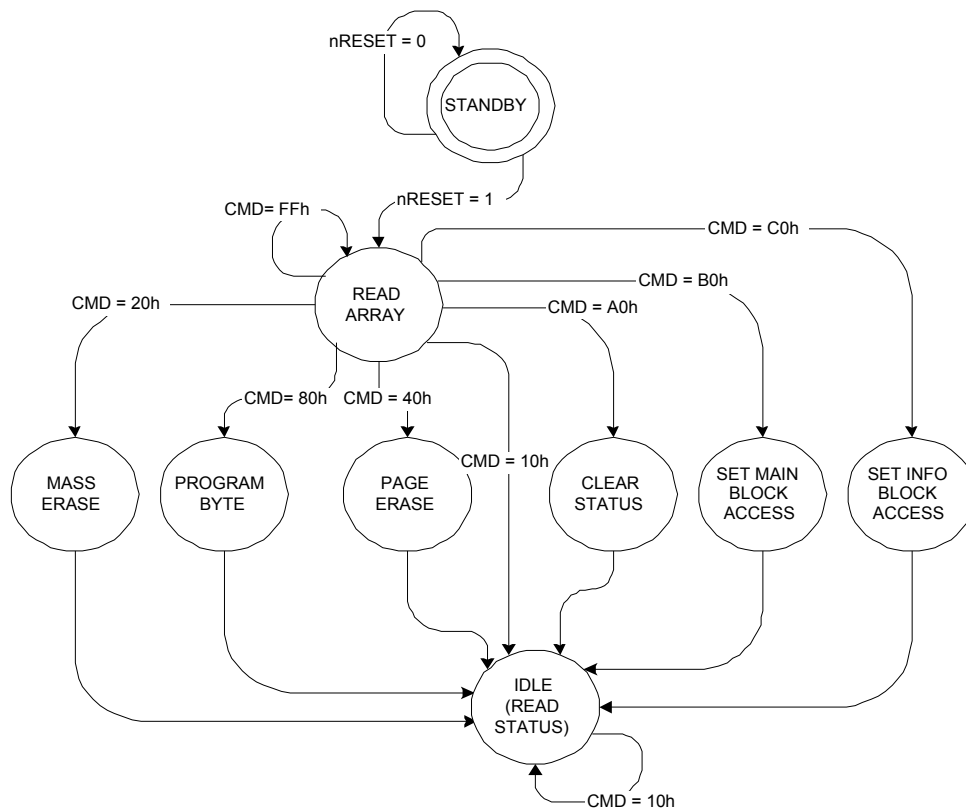 nRESET = 0
STANDBY
nRESET = 1
CMD= FFh
CMD = C0h
CMD = B0h
READ
ARRAY
CMD = 20h
CMD = A0h
CMD= 80h
CMD = 40h
CMD = 10h
MASS
ERASE
PROGRAM
BYTE
PAGE
ERASE
CLEAR
STATUS
SET MAIN
BLOCK
ACCESS
SET INFO
BLOCK
ACCESS
IDLE
(READ
STATUS)
CMD = 10h